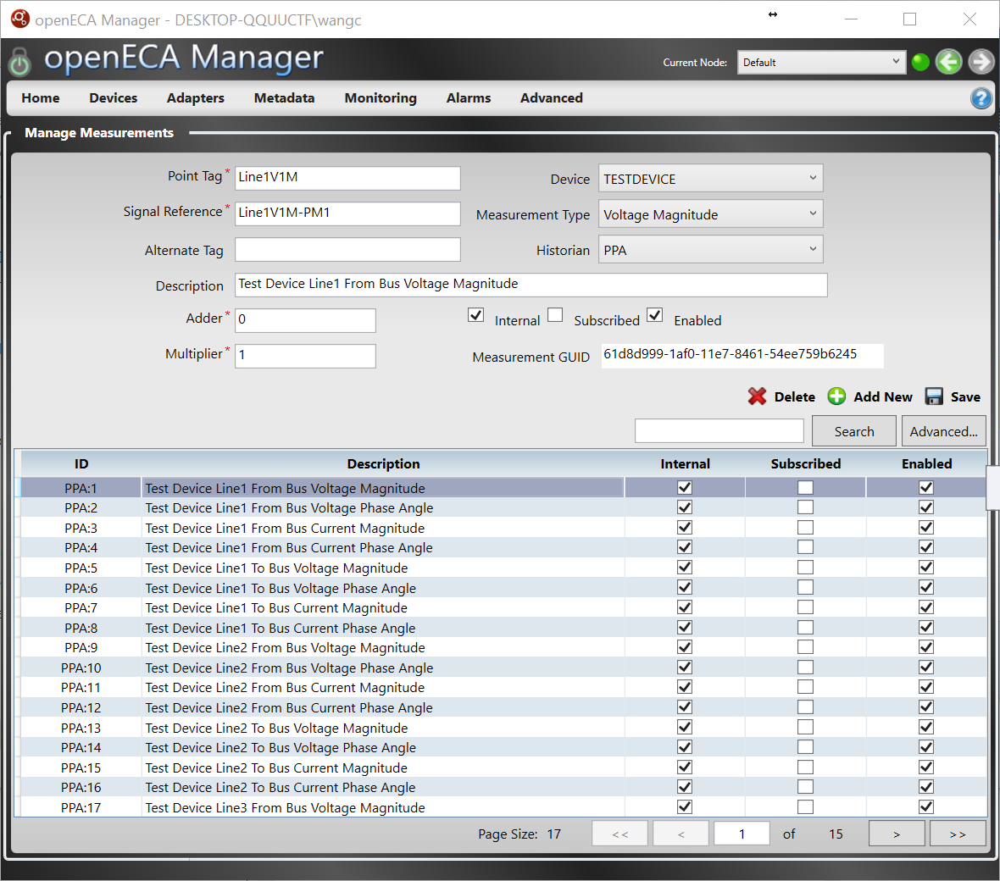 openECA Manager - DESKTOP-QQUUCTF\wangc
openECA Manager
Current Node: Default
Home Devices Adapters Metadata Monitoring Alarms Advanced
Manage Measurements
Point Tag * Line1V1M Device TESTDEVICE
Signal Reference * Line1V1M-PM1 Measurement Type Voltage Magnitude
Alternate Tag Historian PPA
Description Test Device Line1 From Bus Voltage Magnitude
Adder * 0 Internal Subscribed Enabled
Multiplier * 1 Measurement GUID 61d8d999-1af0-11e7-8461-54ee759b6245
Delete Add New Save
Search Advanced...
ID Description Internal Subscribed Enabled
PPA:1 Test Device Line1 From Bus Voltage Magnitude
PPA:2 Test Device Line1 From Bus Voltage Phase Angle
PPA:3 Test Device Line1 From Bus Current Magnitude
PPA:4 Test Device Line1 From Bus Current Phase Angle
PPA:5 Test Device Line1 To Bus Voltage Magnitude
PPA:6 Test Device Line1 To Bus Voltage Phase Angle
PPA:7 Test Device Line1 To Bus Current Magnitude
PPA:8 Test Device Line1 To Bus Current Phase Angle
PPA:9 Test Device Line2 From Bus Voltage Magnitude
PPA:10 Test Device Line2 From Bus Voltage Phase Angle
PPA:11 Test Device Line2 From Bus Current Magnitude
PPA:12 Test Device Line2 From Bus Current Phase Angle
PPA:13 Test Device Line2 To Bus Voltage Magnitude
PPA:14 Test Device Line2 To Bus Voltage Phase Angle
PPA:15 Test Device Line2 To Bus Current Magnitude
PPA:16 Test Device Line2 To Bus Current Phase Angle
PPA:17 Test Device Line3 From Bus Voltage Magnitude
Page Size: 17 << < 1 of 15 > >>